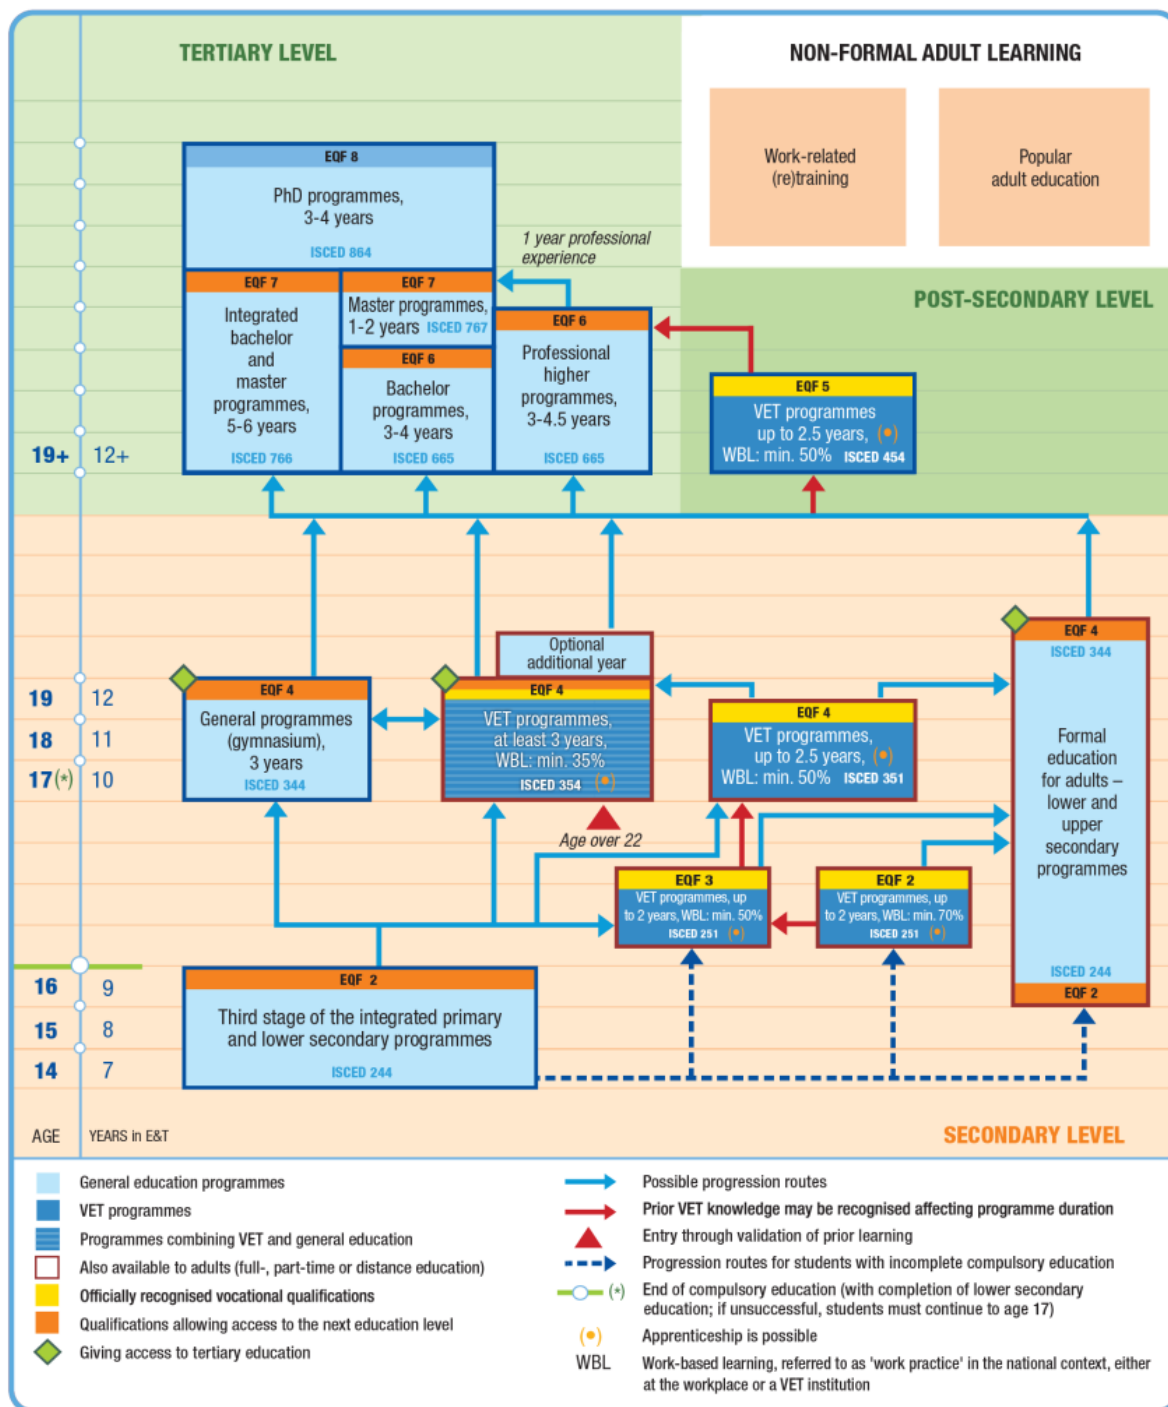 TERTIARY LEVEL
NON-FORMAL ADULT LEARNING
Work-related
(re)training
Popular
adult education
EQF 8
PhD programmes,
3-4 years
ISCED 864
1 year professional
experience
POST-SECONDARY LEVEL
EQF 7
Integrated
bachelor
and
master
programmes,
5-6 years
ISCED 766
EQF 7
Master programmes,
1-2 years ISCED 767
EQF 6
Bachelor
programmes,
3-4 years
ISCED 665
EQF 6
Professional
higher
programmes,
3-4.5 years
ISCED 665
EQF 5
VET programmes
up to 2.5 years, (•)
WBL: min. 50% ISCED 454
19+ 12+
Optional
additional year
EQF 4
General programmes
(gymnasium),
3 years
ISCED 344
EQF 4
VET programmes,
at least 3 years,
WBL: min. 35%
ISCED 354 (•)
Age over 22
EQF 4
VET programmes,
up to 2.5 years, (•)
WBL: min. 50% ISCED 351
EQF 4
ISCED 344
Formal
education
for adults –
lower and
upper
secondary
programmes
ISCED 244
EQF 2
19 12
18 11
17(*) 10
EQF 3
VET programmes, up
to 2 years, WBL: min. 50%
ISCED 251 (•)
EQF 2
VET programmes, up
to 2 years, WBL: min. 70%
ISCED 251 (•)
16 9
15 8
14 7
EQF 2
Third stage of the integrated primary
and lower secondary programmes
ISCED 244
AGE YEARS in E&T
SECONDARY LEVEL
General education programmes
VET programmes
Programmes combining VET and general education
Also available to adults (full-, part-time or distance education)
Officially recognised vocational qualifications
Qualifications allowing access to the next education level
Giving access to tertiary education
Possible progression routes
Prior VET knowledge may be recognised affecting programme duration
Entry through validation of prior learning
Progression routes for students with incomplete compulsory education
(*) End of compulsory education (with completion of lower secondary
education; if unsuccessful, students must continue to age 17)
(•) Apprenticeship is possible
WBL Work-based learning, referred to as 'work practice' in the national context, either
at the workplace or a VET institution